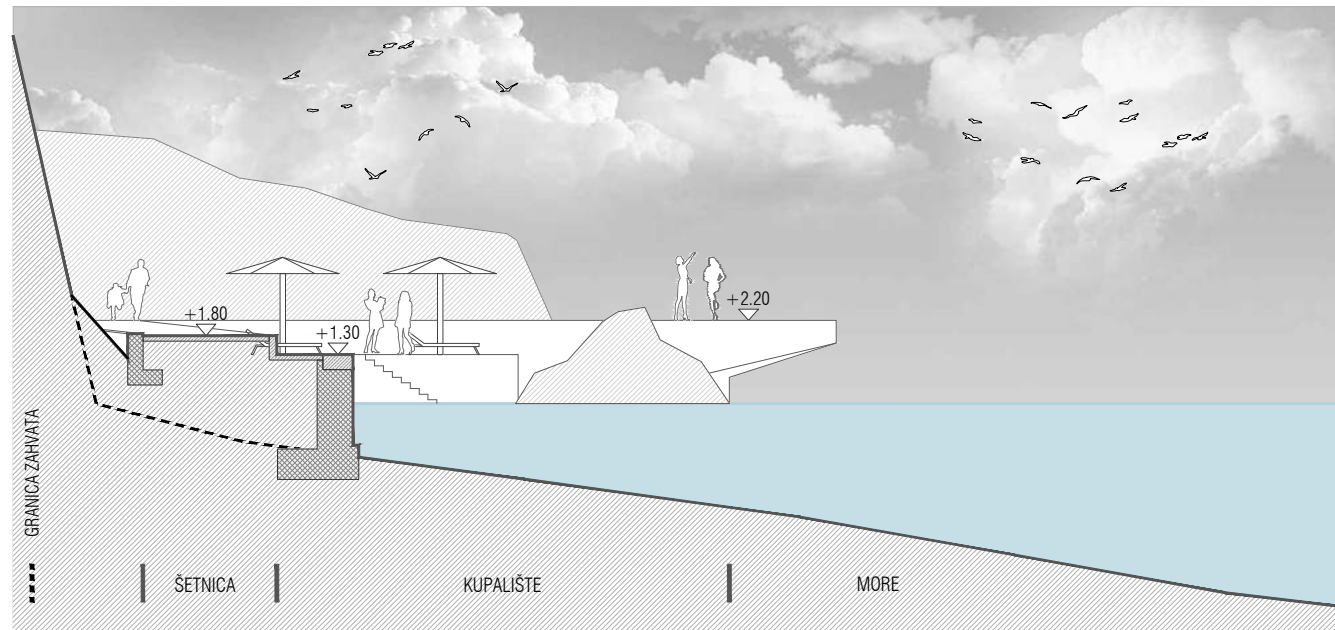 +2.20
+1.80
+1.30
GRANICA ZAHVATA
ŠETNICA
KUPALIŠTE
MORE